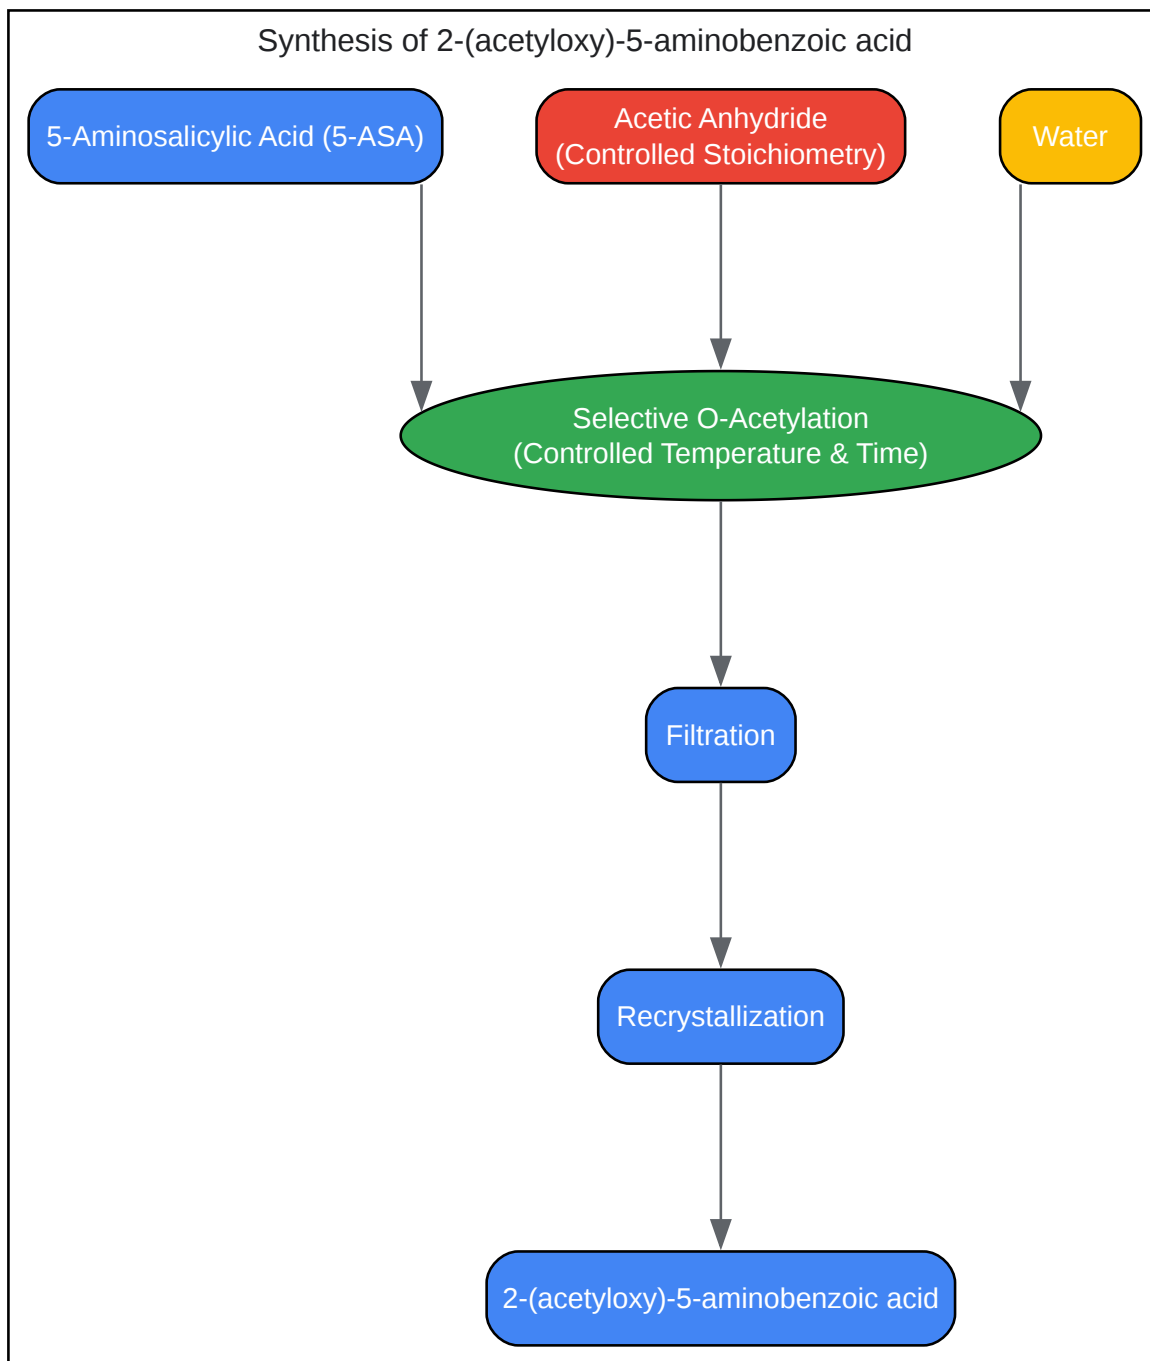 Synthesis of 2-(acetyloxy)-5-aminobenzoic acid
5-Aminosalicylic Acid (5-ASA)
Acetic Anhydride
(Controlled Stoichiometry)
Water
Selective O-Acetylation
(Controlled Temperature & Time)
Filtration
Recrystallization
2-(acetyloxy)-5-aminobenzoic acid